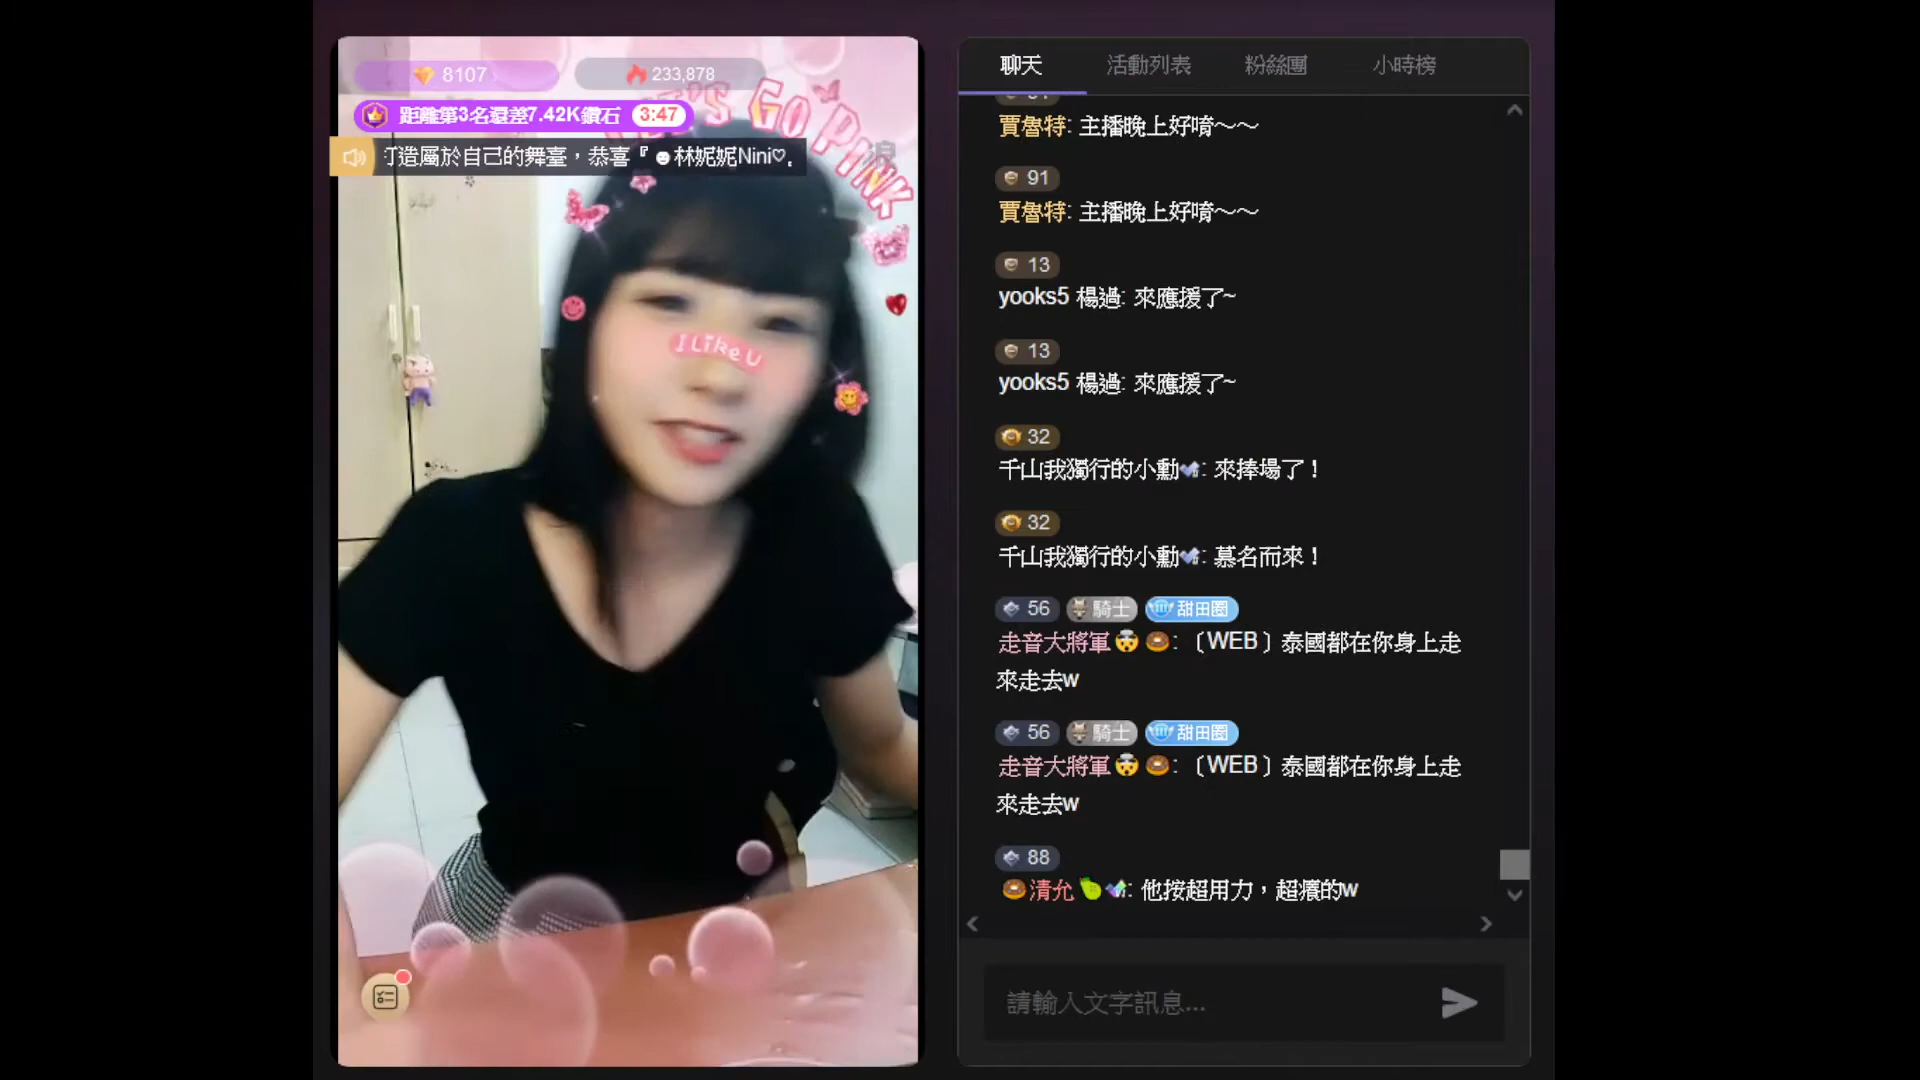 8107
233,878
距離第3名還差7.42K鑽石 3:47
打造屬於自己的舞臺，恭喜『☻林妮妮Nini♡.
LET'S GO PINK
I Like U
聊天 活動列表 粉絲團 小時榜
賈魯特: 主播晚上好唷～～
91
賈魯特: 主播晚上好唷～～
13
yooks5 楊過: 來應援了~
13
yooks5 楊過: 來應援了~
32
千山我獨行的小勳: 來捧場了！
32
千山我獨行的小勳: 慕名而來！
56 騎士 甜田圈
走音大將軍🤯🍩: 〔WEB〕泰國都在你身上走
來走去w
56 騎士 甜田圈
走音大將軍🤯🍩: 〔WEB〕泰國都在你身上走
來走去w
88
🍩清允🍐: 他按超用力，超癢的w
請輸入文字訊息...